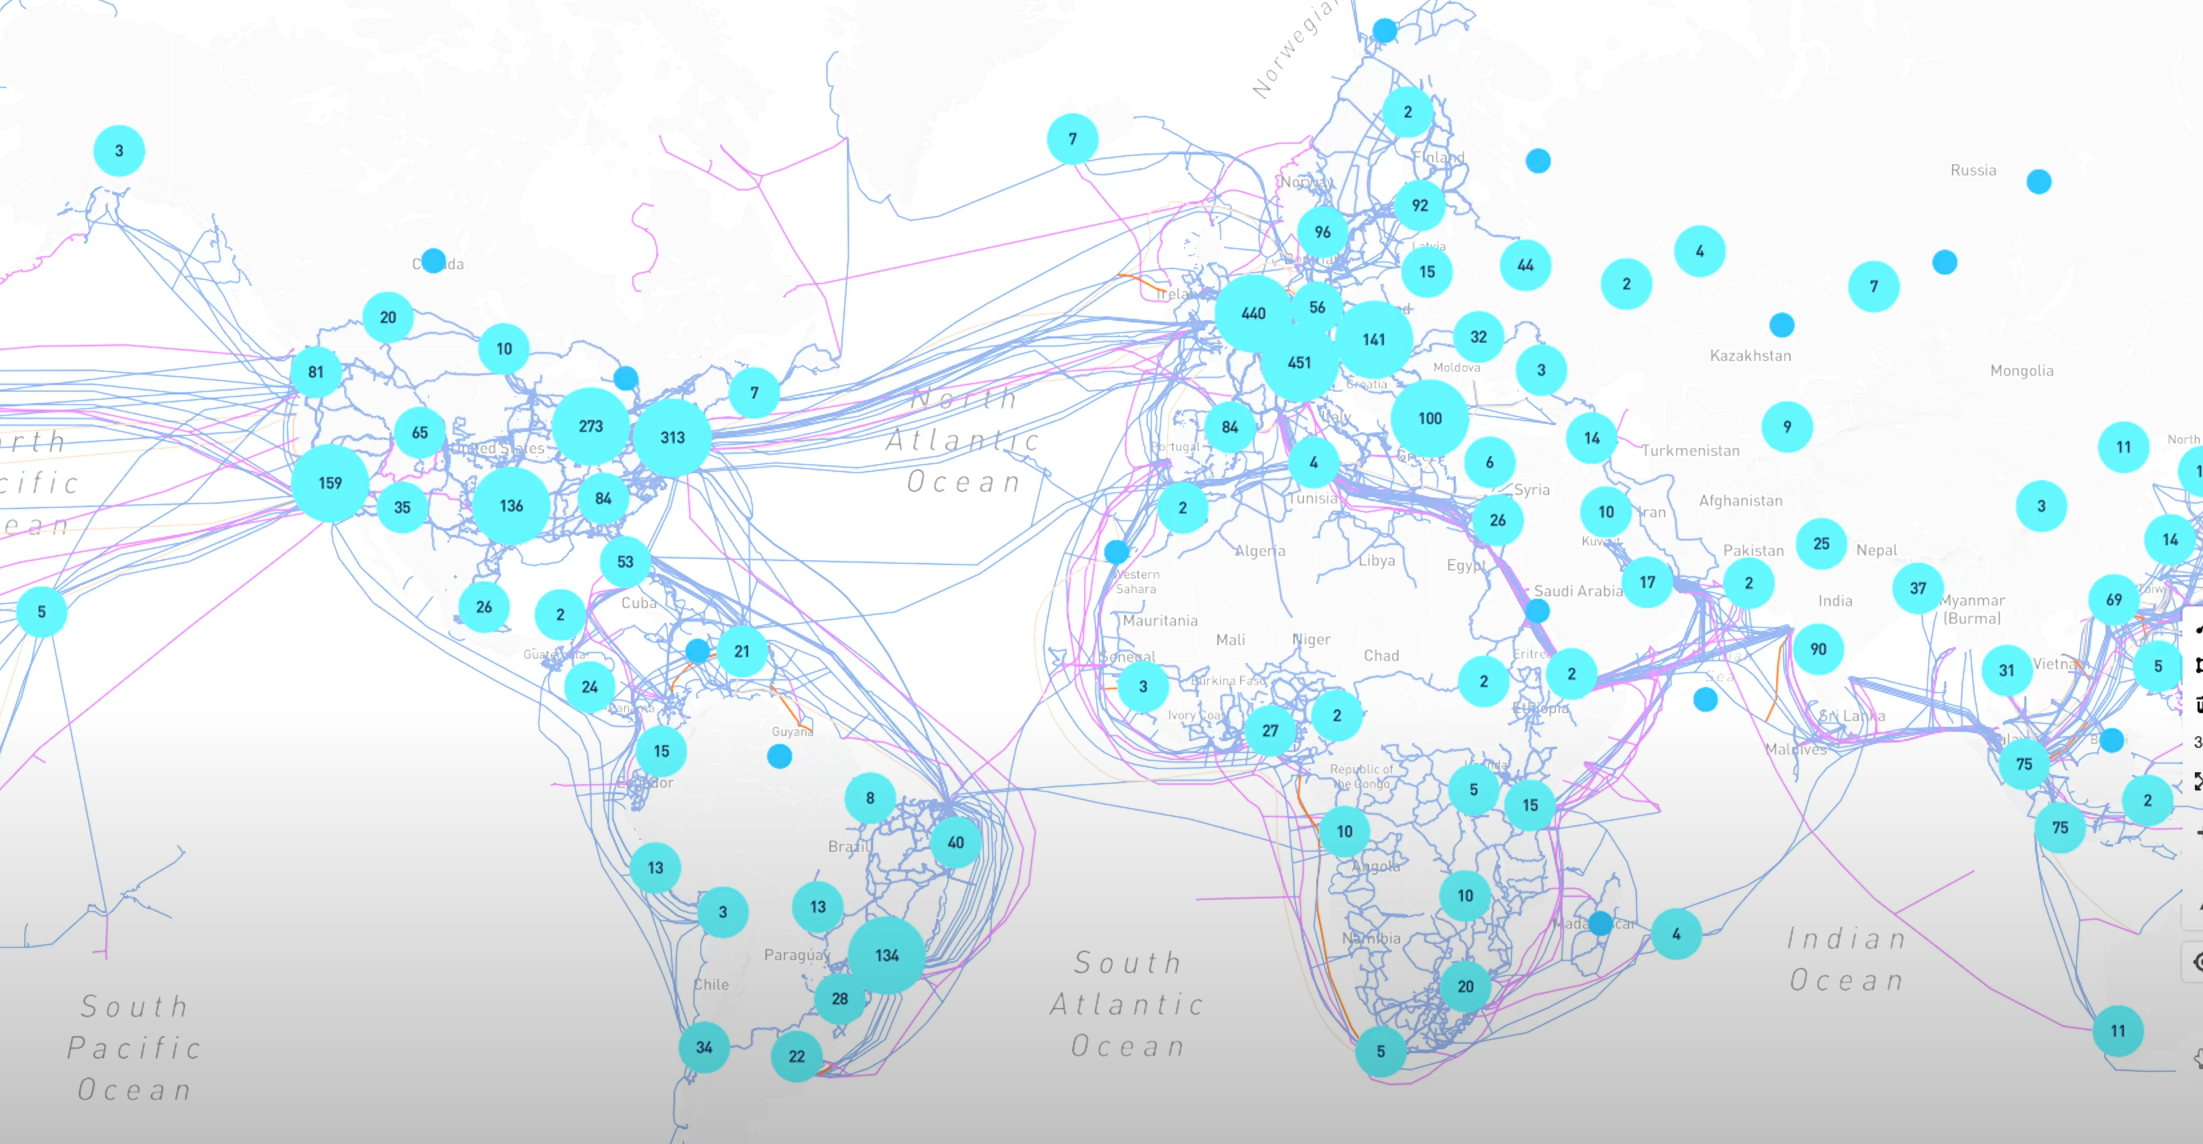 Norwegian
7
2
3
Finland
Russia
Norway
92
96
Latvia
4
15
44
2
7
Canada
20
440
56
10
141
32
Kazakhstan
81
451
3
Moldova
Mongolia
Croatia
7
North
Atlantic
Ocean
273
313
65
United States
84
Italy
100
14
9
Turkmenistan
11
North
Portugal
Greece
4
6
159
35
136
84
2
Tunisia
Syria
26
10
Iran
Afghanistan
3
14
53
Algeria
Libya
Egypt
Kuwait
25
Nepal
Pakistan
5
26
2
Cuba
Western
Sahara
Saudi Arabia
17
2
India
37
Myanmar
(Burma)
69
Mauritania
Mali
Niger
Chad
Eritrea
Guatemala
21
24
Senegal
3
Burkina Faso
2
2
90
31
Vietnam
5
Sea
Panama
Ivory Coast
27
2
Ethiopia
Sri Lanka
Guyana
15
Ecuador
Maldives
75
Republic of
the Congo
Uganda
8
5
15
2
75
Brazil
40
10
Angola
13
10
3
13
Madagascar
4
Namibia
Indian
Ocean
Paraguay
134
Chile
28
South
Atlantic
Ocean
20
South
Pacific
Ocean
34
22
5
11